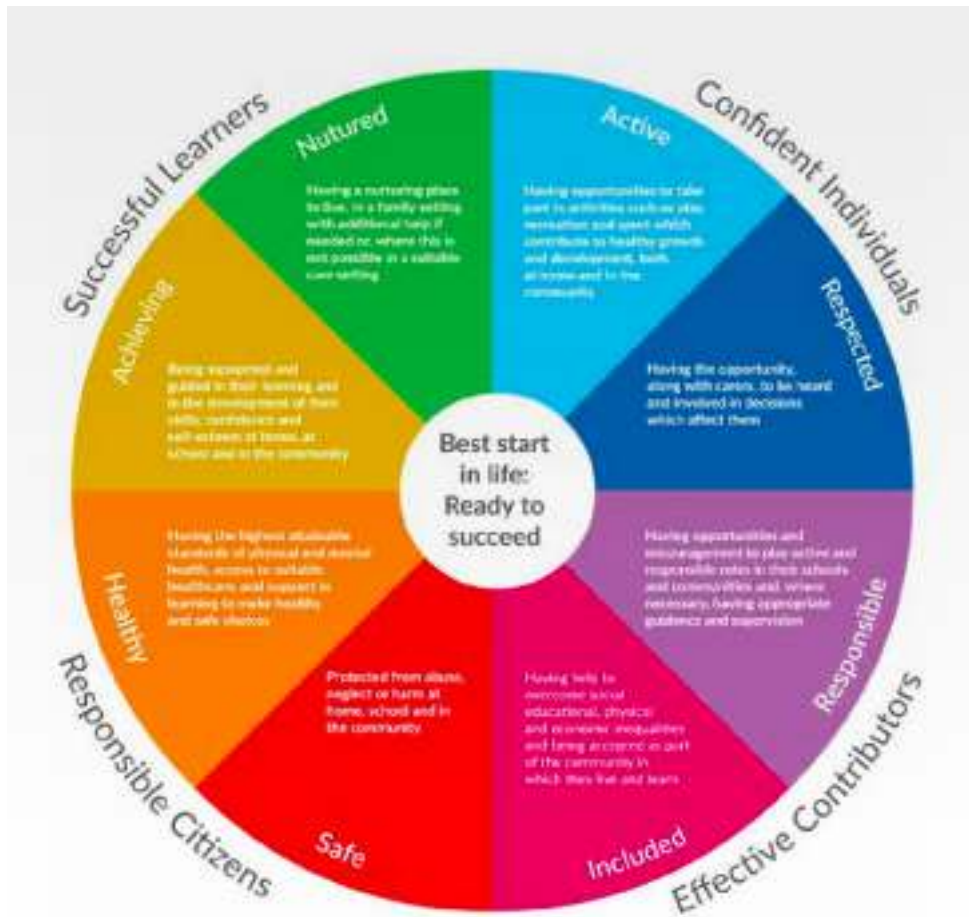 Successful Learners
Confident Individuals
Nutured
Having a nurturing place
to live, in a family setting
with additional help if
needed or, where this is
not possible in a suitable
care setting
Active
Having opportunities to take
part in activities such as play
recreation and sport which
contribute to healthy growth
and development, both
at home and in the
community
Achieving
Being supported and
guided in their learning and
in the development of their
skills, confidence and
self-esteem at home, at
school and in the community
Respected
Having the opportunity,
along with carers, to be heard
and involved in decisions
which affect them
Best start
in life:
Ready to
succeed
Healthy
Having the highest attainable
standards of physical and mental
health, access to suitable
healthcare and support in
learning to make healthy
and safe choices
Responsible
Having opportunities and
encouragement to play active and
responsible roles in their schools
and communities and, where
necessary, having appropriate
guidance and supervision
Safe
Protected from abuse,
neglect or harm at
home, school and in
the community
Included
Having help to
overcome social
educational, physical
and economic inequalities
and being accepted as part
of the community in
which they live and learn
Responsible Citizens
Effective Contributors